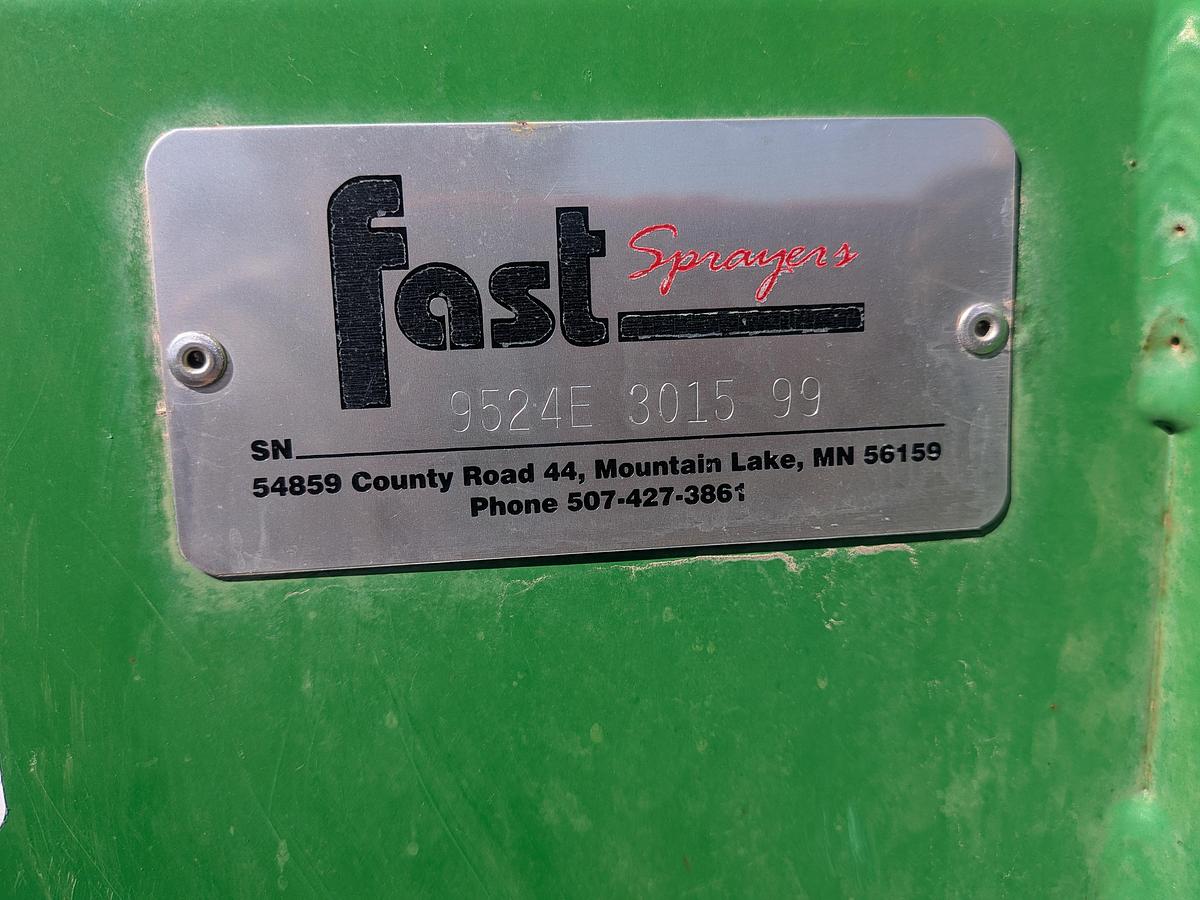 fast Sprayers
9524E 3015 99
SN
54859 County Road 44, Mountain Lake, MN 56159
Phone 507-427-3861